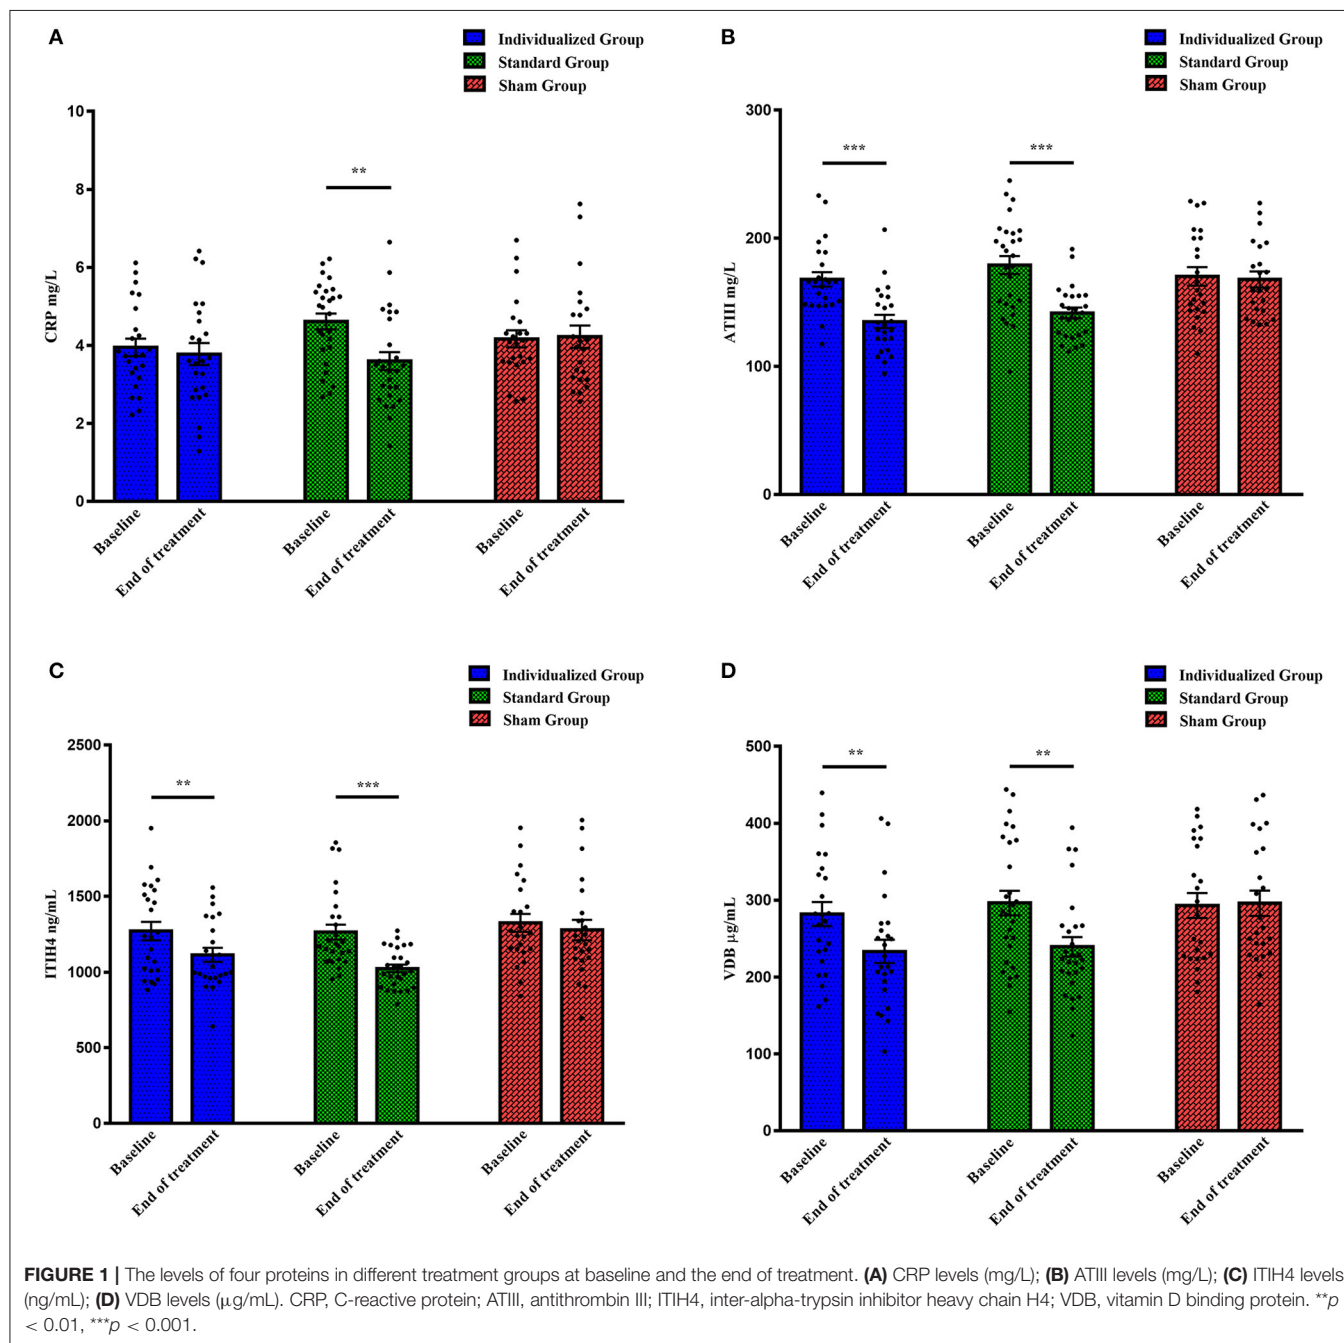 A
Individualized Group
Standard Group
Sham Group
10
8
6
4
2
0
CRP mg/L
**
Baseline
End of treatment
Baseline
End of treatment
Baseline
End of treatment
B
Individualized Group
Standard Group
Sham Group
300
200
100
0
ATIII mg/L
***
***
Baseline
End of treatment
Baseline
End of treatment
Baseline
End of treatment
C
Individualized Group
Standard Group
Sham Group
2500
2000
1500
1000
500
0
ITIH4 ng/mL
**
***
Baseline
End of treatment
Baseline
End of treatment
Baseline
End of treatment
D
Individualized Group
Standard Group
Sham Group
500
400
300
200
100
0
VDB μg/mL
**
**
Baseline
End of treatment
Baseline
End of treatment
Baseline
End of treatment
FIGURE 1 | The levels of four proteins in different treatment groups at baseline and the end of treatment. (A) CRP levels (mg/L); (B) ATIII levels (mg/L); (C) ITIH4 levels
(ng/mL); (D) VDB levels (μg/mL). CRP, C-reactive protein; ATIII, antithrombin III; ITIH4, inter-alpha-trypsin inhibitor heavy chain H4; VDB, vitamin D binding protein. **p
< 0.01, ***p < 0.001.